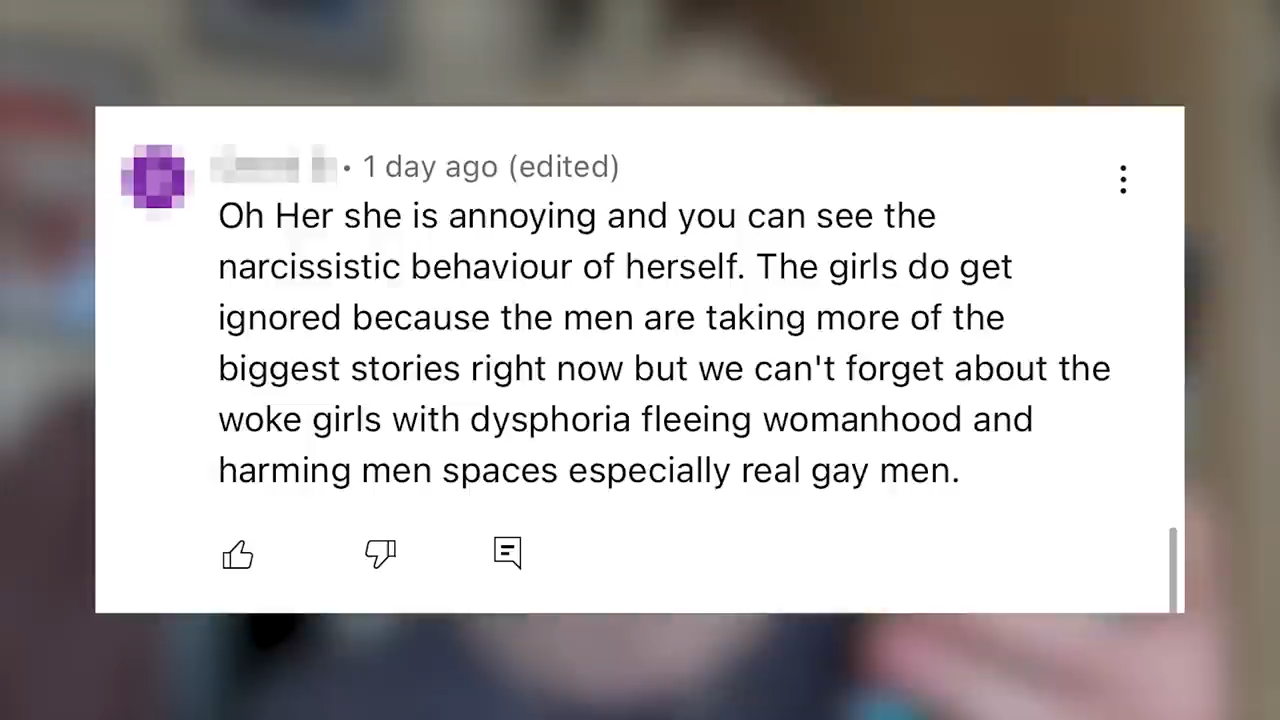 • 1 day ago (edited)
Oh Her she is annoying and you can see the
narcissistic behaviour of herself. The girls do get
ignored because the men are taking more of the
biggest stories right now but we can't forget about the
woke girls with dysphoria fleeing womanhood and
harming men spaces especially real gay men.